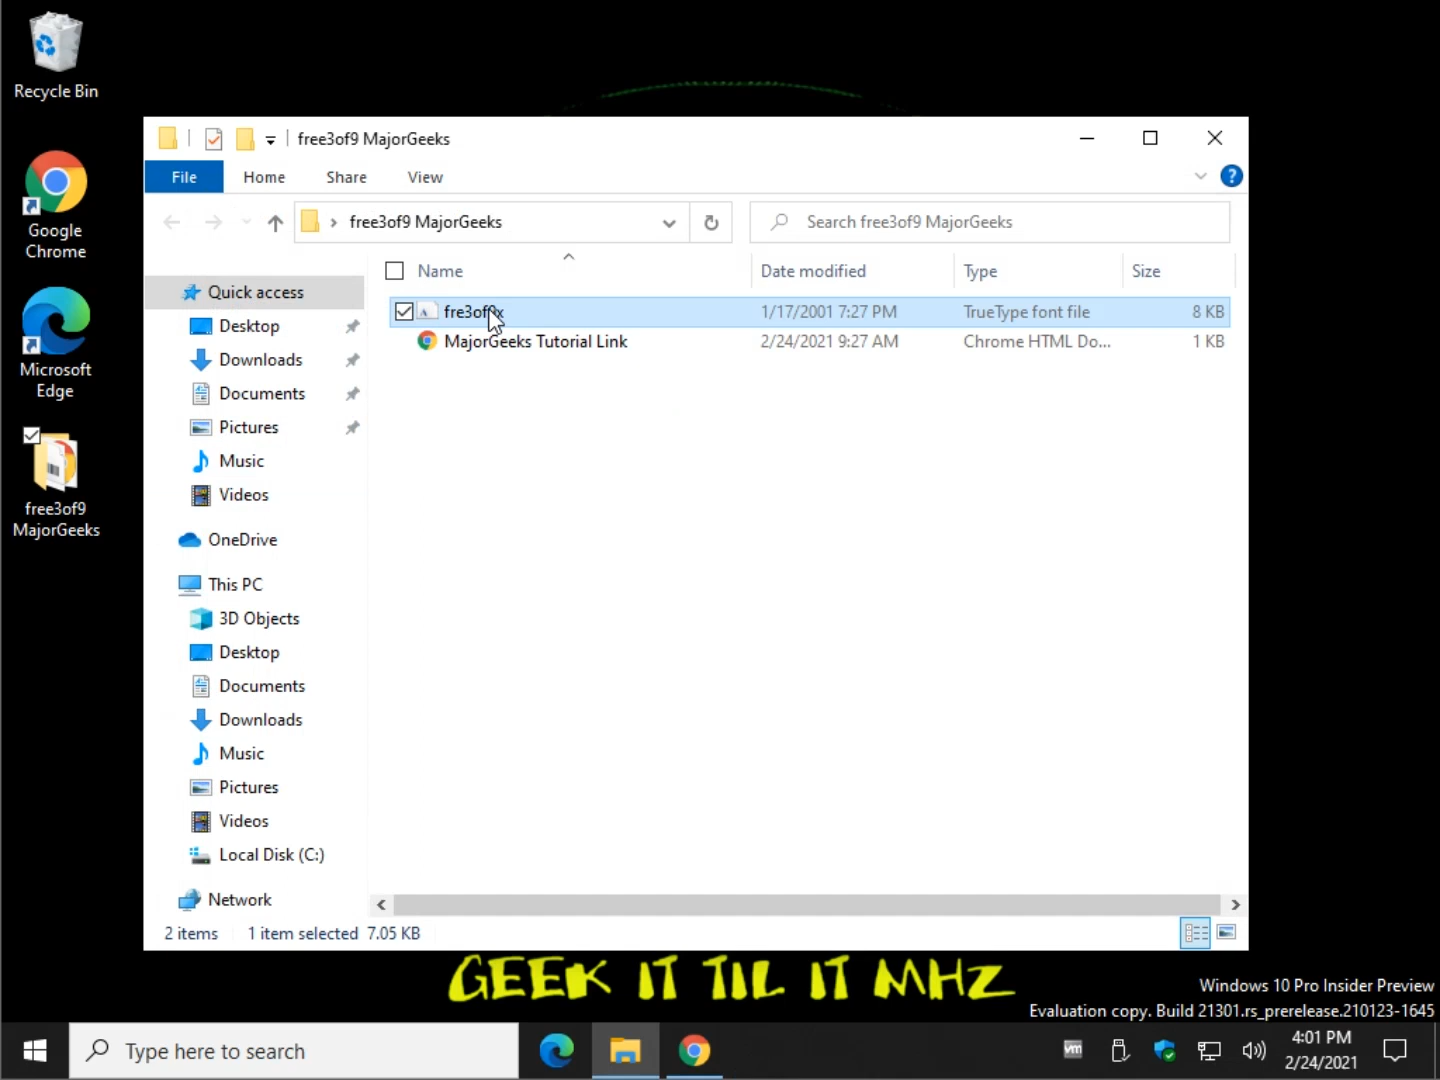 Recycle Bin
Google
Chrome
Microsoft
Edge
free3of9
MajorGeeks
free3of9 MajorGeeks
File Home Share View ?
free3of9 MajorGeeks
Search free3of9 MajorGeeks
Name Date modified Type Size
fre3of9x 1/17/2001 7:27 PM TrueType font file 8 KB
MajorGeeks Tutorial Link 2/24/2021 9:27 AM Chrome HTML Do... 1 KB
Quick access
Desktop
Downloads
Documents
Pictures
Music
Videos
OneDrive
This PC
3D Objects
Desktop
Documents
Downloads
Music
Pictures
Videos
Local Disk (C:)
Network
2 items 1 item selected 7.05 KB
GEEK IT TIL IT MHZ
Windows 10 Pro Insider Preview
Evaluation copy. Build 21301.rs_prerelease.210123-1645
Type here to search
vm
4:01 PM
2/24/2021